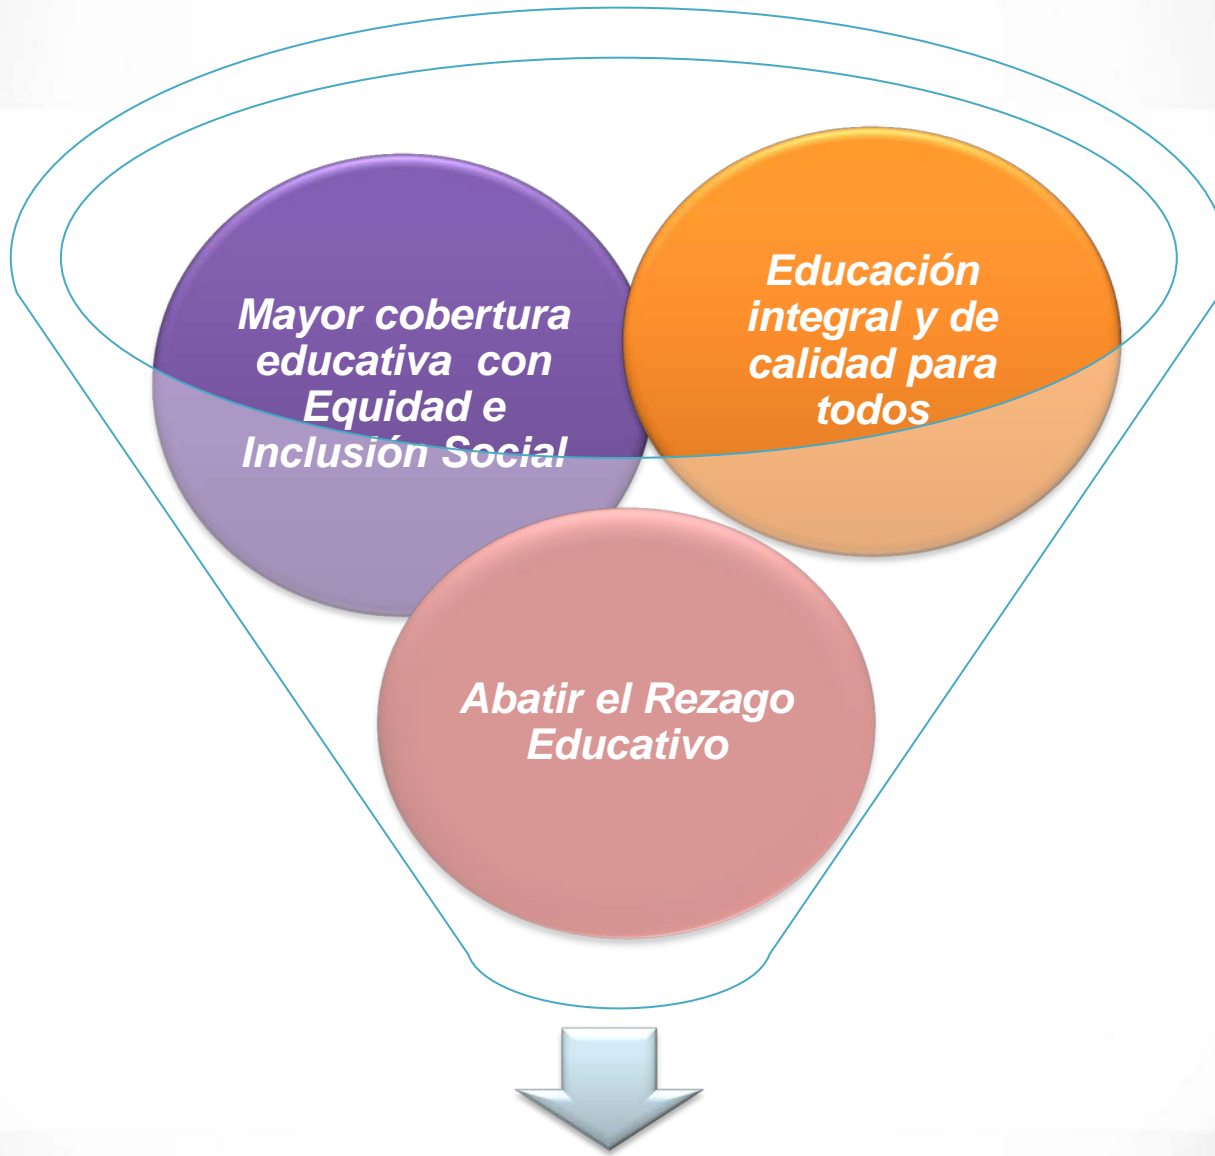 Mayor cobertura
educativa con
Equidad e
Inclusión Social
Educación
integral y de
calidad para
todos
Abatir el Rezago
Educativo